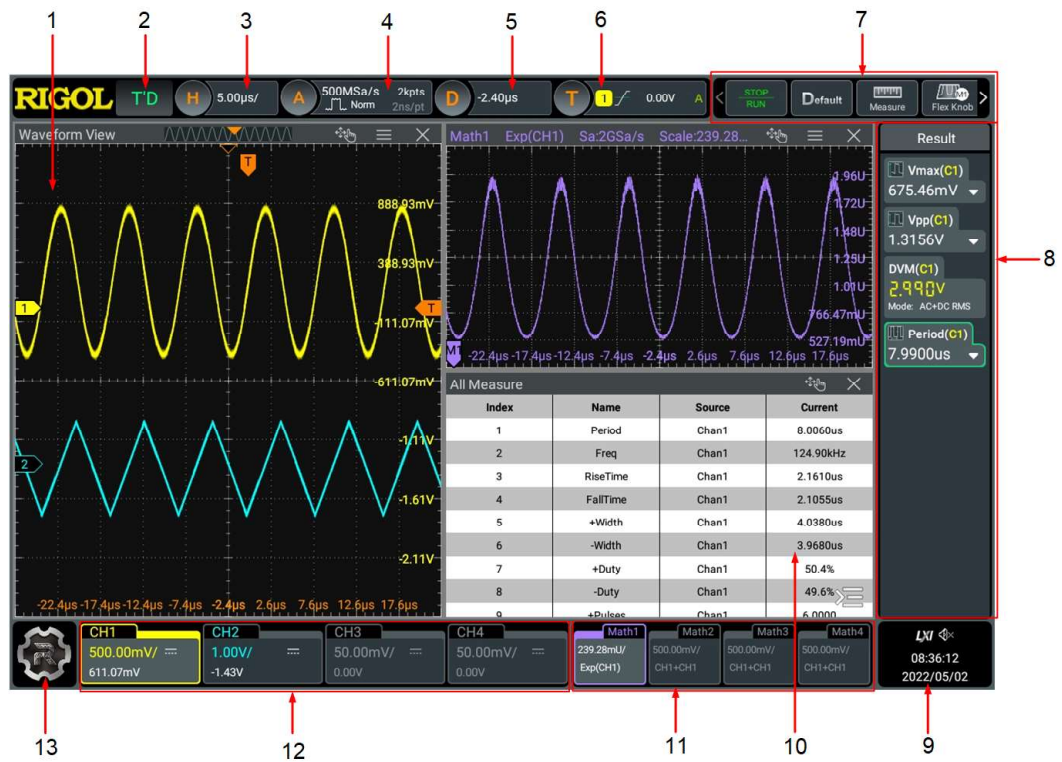 1 2 3 4 5 6 7
RIGOL T'D H 5.00µs/ A 500MSa/s 2kpts Norm 2ns/pt D -2.40µs T 1 0.00V A < STOP RUN Default Measure M1 Flex Knob >
Waveform View
T
888.93mV
388.93mV
1
T
-111.07mV
-611.07mV
-1.11V
2
-1.61V
-2.11V
-22.4µs -17.4µs -12.4µs -7.4µs -2.4µs 2.6µs 7.6µs 12.6µs 17.6µs
Math1 Exp(CH1) Sa:2GSa/s Scale:239.28...
1.96U
1.72U
1.48U
1.25U
1.01U
766.47mU
527.19mU
M1
-22.4µs -17.4µs -12.4µs -7.4µs -2.4µs 2.6µs 7.6µs 12.6µs 17.6µs
All Measure
Index Name Source Current
1 Period Chan1 8.0060us
2 Freq Chan1 124.90kHz
3 RiseTime Chan1 2.1610us
4 FallTime Chan1 2.1055us
5 +Width Chan1 4.0380us
6 -Width Chan1 3.9680us
7 +Duty Chan1 50.4%
8 -Duty Chan1 49.6%
9 +Pulses Chan1 6.0000
Result
Vmax(C1)
675.46mV
Vpp(C1)
1.3156V
DVM(C1)
2.990V
Mode: AC+DC RMS
Period(C1)
7.9900us
8
R
CH1
500.00mV/
611.07mV
CH2
1.00V/
-1.43V
CH3
50.00mV/
0.00V
CH4
50.00mV/
0.00V
Math1
239.28mU/
Exp(CH1)
Math2
500.00mV/
CH1+CH1
Math3
500.00mV/
CH1+CH1
Math4
500.00mV/
CH1+CH1
LXI
08:36:12
2022/05/02
13 12 11 10 9